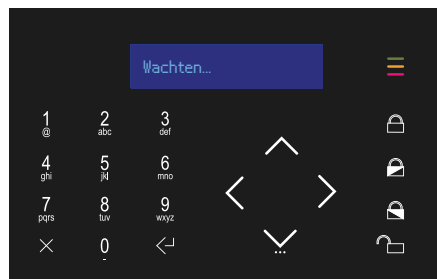 Wachten...
1 2 3
@ abc def
4 5 6
ghi jkl mno
7 8 9
pqrs tuv wxyz
0
-
...